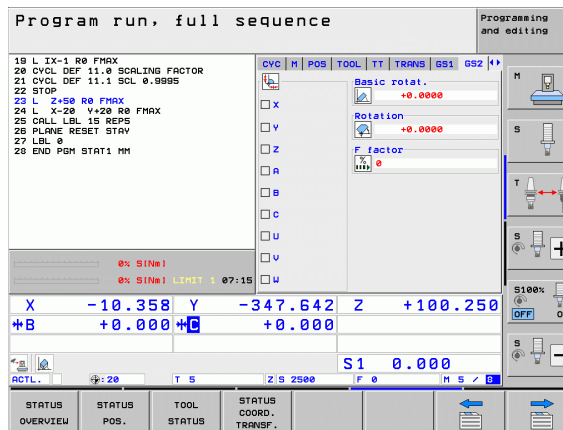 Program run, full sequence
Programming
and editing
19 L IX-1 R0 FMAX
20 CYCL DEF 11.0 SCALING FACTOR
21 CYCL DEF 11.1 SCL 0.9995
22 STOP
23 L Z+50 R0 FMAX
24 L X-20 Y+20 R0 FMAX
25 CALL LBL 15 REP5
26 PLANE RESET STAY
27 LBL 0
28 END PGM STAT1 MM
0% S[Nm]
0% S[Nm] LIMIT 1 07:15
CYC M POS TOOL TT TRANS GS1 GS2
X
Y
Z
A
B
C
U
V
W
Basic rotat.
+0.0000
Rotation
+0.0000
F factor
% 0
X -10.358 Y -347.642 Z +100.250
B +0.000 C +0.000
S1 0.000
ACTL. : 20 T 5 Z S 2500 F 0 M 5 / 8
M
S
T
S +
S100%
OFF O
S -
STATUS
OVERVIEW
STATUS
POS.
TOOL
STATUS
STATUS
COORD.
TRANSF.